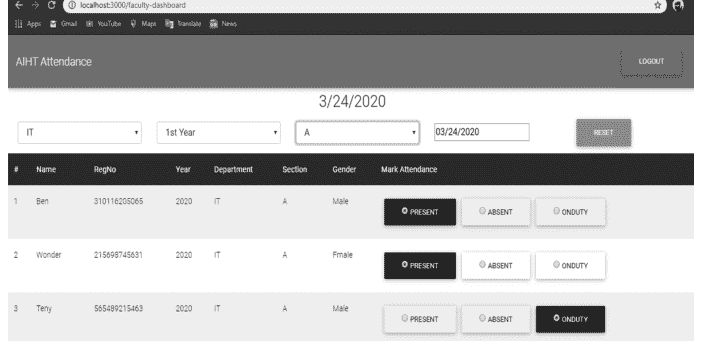 localhost:3000/faculty-dashboard
Apps Gmail YouTube Maps Translate News
AIHT Attendance LOGOUT
3/24/2020
IT 1st Year A 03/24/2020 RESET
# Name RegNo Year Department Section Gender Mark Attendance
1 Ben 310116205065 2020 IT A Male PRESENT ABSENT ONDUTY
2 Wonder 215698745631 2020 IT A Fmale PRESENT ABSENT ONDUTY
3 Teny 565489215463 2020 IT A Male PRESENT ABSENT ONDUTY